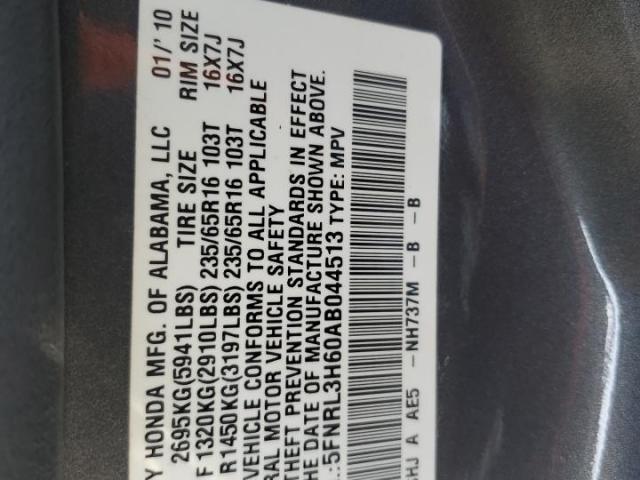 Y HONDA MFG. OF ALABAMA, LLC 01/'10
2695KG(5941LBS) TIRE SIZE RIM SIZE
F 1320KG(2910LBS) 235/65R16 103T 16X7J
R1450KG(3197LBS) 235/65R16 103T 16X7J
VEHICLE CONFORMS TO ALL APPLICABLE
RAL MOTOR VEHICLE SAFETY
THEFT PREVENTION STANDARDS IN EFFECT
HE DATE OF MANUFACTURE SHOWN ABOVE.
.:5FNRL3H60AB044513 TYPE: MPV
HJ A AE5 -NH737M -B -B